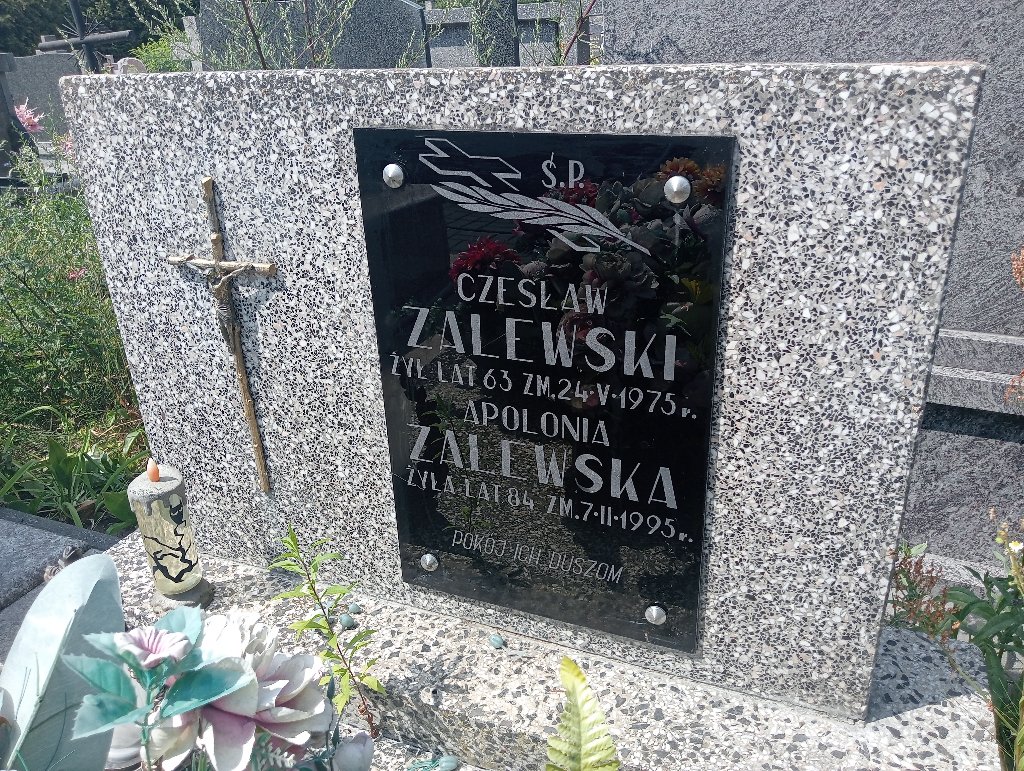 Ś.P.
CZESŁAW
ZALEWSKI
ŻYŁ LAT 63 ZM. 24·V·1975 r.
APOLONIA
ZALEWSKA
ŻYŁA LAT 84 ZM. 7·II·1995 r.
POKÓJ ICH DUSZOM